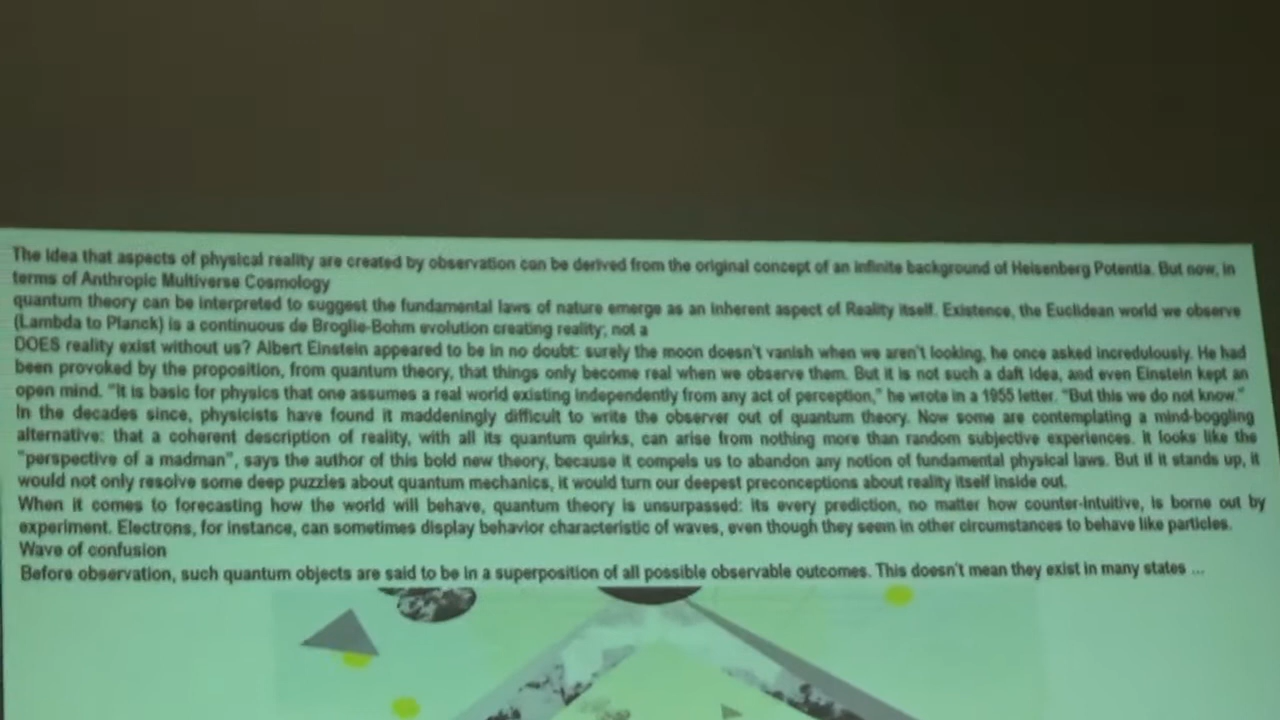 The idea that aspects of physical reality are created by observation can be derived from the original concept of an infinite background of Heisenberg Potentia. But now, in
terms of Anthropic Multiverse Cosmology
quantum theory can be interpreted to suggest the fundamental laws of nature emerge as an inherent aspect of Reality itself. Existence, the Euclidean world we observe
(Lambda to Planck) is a continuous de Broglie-Bohm evolution creating reality; not a
DOES reality exist without us? Albert Einstein appeared to be in no doubt: surely the moon doesn't vanish when we aren't looking, he once asked incredulously. He had
been provoked by the proposition, from quantum theory, that things only become real when we observe them. But it is not such a daft idea, and even Einstein kept an
open mind. "It is basic for physics that one assumes a real world existing independently from any act of perception," he wrote in a 1955 letter. "But this we do not know."
In the decades since, physicists have found it maddeningly difficult to write the observer out of quantum theory. Now some are contemplating a mind-boggling
alternative: that a coherent description of reality, with all its quantum quirks, can arise from nothing more than random subjective experiences. It looks like the
"perspective of a madman", says the author of this bold new theory, because it compels us to abandon any notion of fundamental physical laws. But if it stands up, it
would not only resolve some deep puzzles about quantum mechanics, it would turn our deepest preconceptions about reality itself inside out.
When it comes to forecasting how the world will behave, quantum theory is unsurpassed: its every prediction, no matter how counter-intuitive, is borne out by
experiment. Electrons, for instance, can sometimes display behavior characteristic of waves, even though they seem in other circumstances to behave like particles.
Wave of confusion
Before observation, such quantum objects are said to be in a superposition of all possible observable outcomes. This doesn't mean they exist in many states ...